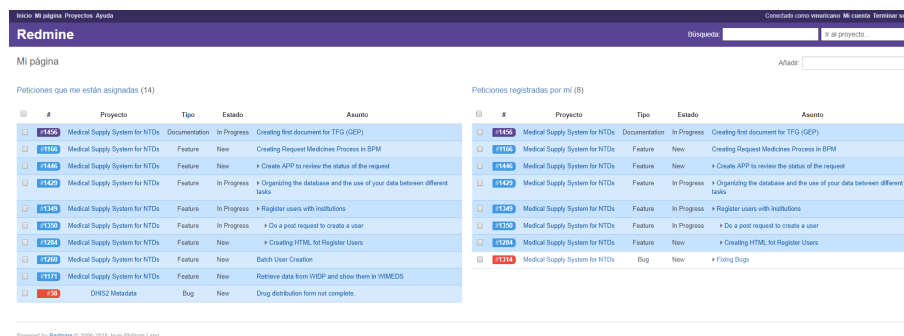 Inicio Mi página Proyectos Ayuda
Conectado como vmuricano Mi cuenta Terminar se
Redmine
Búsqueda:
Ir al proyecto...
Mi página
Añadir:
Peticiones que me están asignadas (14)
# Proyecto Tipo Estado Asunto
#1456 Medical Supply System for NTDs Documentation In Progress Creating first document for TFG (GEP)
#1166 Medical Supply System for NTDs Feature New Creating Request Medicines Process in BPM
#1446 Medical Supply System for NTDs Feature New Create APP to review the status of the request
#1429 Medical Supply System for NTDs Feature In Progress Organizing the database and the use of your data between different
tasks
#1349 Medical Supply System for NTDs Feature In Progress Register users with institutions
#1350 Medical Supply System for NTDs Feature In Progress Do a post request to create a user
#1284 Medical Supply System for NTDs Feature New Creating HTML fot Register Users
#1260 Medical Supply System for NTDs Feature New Batch User Creation
#1171 Medical Supply System for NTDs Feature New Retrieve data from WIDP and show them in WIMEDS
#38 DHIS2 Metadata Bug New Drug distribution form not complete.
Peticiones registradas por mí (8)
# Proyecto Tipo Estado Asunto
#1456 Medical Supply System for NTDs Documentation In Progress Creating first document for TFG (GEP)
#1166 Medical Supply System for NTDs Feature New Creating Request Medicines Process in BPM
#1446 Medical Supply System for NTDs Feature New Create APP to review the status of the request
#1429 Medical Supply System for NTDs Feature In Progress Organizing the database and the use of your data between different
tasks
#1349 Medical Supply System for NTDs Feature In Progress Register users with institutions
#1350 Medical Supply System for NTDs Feature In Progress Do a post request to create a user
#1284 Medical Supply System for NTDs Feature New Creating HTML fot Register Users
#1314 Medical Supply System for NTDs Bug New Fixing Bugs